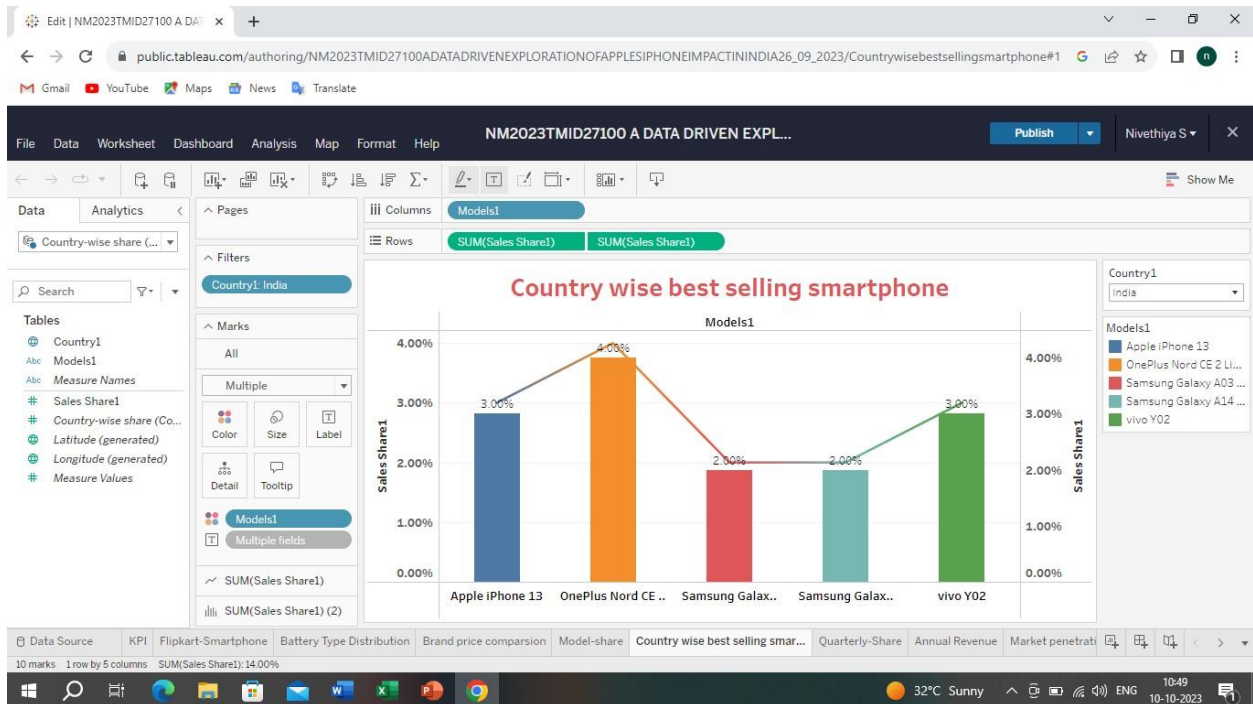 Edit | NM2023TMID27100 A DA
public.tableau.com/authoring/NM2023TMID27100ADATADRIVENEXPLORATIONOFAPPLESIPHONEIMPACTININDIA26_09_2023/Countrywisebestsellingsmartphone#1
n
Gmail YouTube Maps News Translate
NM2023TMID27100 A DATA DRIVEN EXPL...
Publish
Nivethiya S
File Data Worksheet Dashboard Analysis Map Format Help
Show Me
Data Analytics
Country-wise share (...
Search
Tables
Country1
Abc Models1
Abc Measure Names
# Sales Share1
# Country-wise share (Co...
Latitude (generated)
Longitude (generated)
# Measure Values
Pages
Filters
Country1: India
Marks
All
Multiple
Color Size Label
Detail Tooltip
Models1
Multiple fields
SUM(Sales Share1)
SUM(Sales Share1) (2)
Columns Models1
Rows SUM(Sales Share1) SUM(Sales Share1)
Country wise best selling smartphone
Models1
4.00%
3.00%
2.00%
1.00%
0.00%
Sales Share1
3.00% 4.00% 2.00% 2.00% 3.00%
4.00%
3.00%
2.00%
1.00%
0.00%
Sales Share1
Apple iPhone 13 OnePlus Nord CE .. Samsung Galax.. Samsung Galax.. vivo Y02
Country1
India
Models1
Apple iPhone 13
OnePlus Nord CE 2 Li...
Samsung Galaxy A03 ...
Samsung Galaxy A14 ...
vivo Y02
Data Source KPI Flipkart-Smartphone Battery Type Distribution Brand price comparsion Model-share Country wise best selling smar... Quarterly-Share Annual Revenue Market penetrati
10 marks 1 row by 5 columns SUM(Sales Share1): 14.00%
32°C Sunny ENG 10:49
10-10-2023